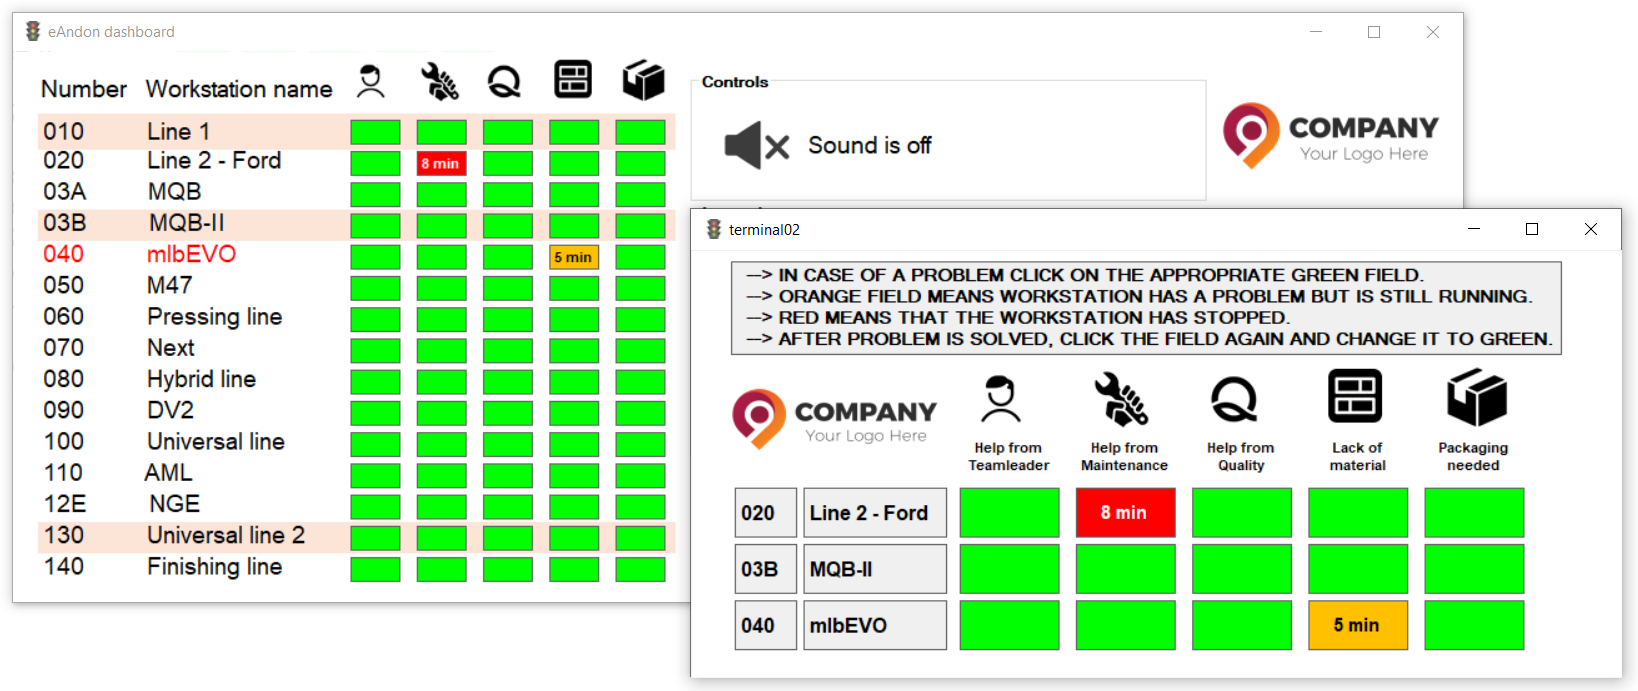 eAndon dashboard
Number Workstation name
010 Line 1
020 Line 2 - Ford 8 min
03A MQB
03B MQB-II
040 mlbEVO 5 min
050 M47
060 Pressing line
070 Next
080 Hybrid line
090 DV2
100 Universal line
110 AML
12E NGE
130 Universal line 2
140 Finishing line
Controls
Sound is off
COMPANY
Your Logo Here
terminal02
--> IN CASE OF A PROBLEM CLICK ON THE APPROPRIATE GREEN FIELD.
--> ORANGE FIELD MEANS WORKSTATION HAS A PROBLEM BUT IS STILL RUNNING.
--> RED MEANS THAT THE WORKSTATION HAS STOPPED.
--> AFTER PROBLEM IS SOLVED, CLICK THE FIELD AGAIN AND CHANGE IT TO GREEN.
COMPANY
Your Logo Here
Help from
Teamleader
Help from
Maintenance
Help from
Quality
Lack of
material
Packaging
needed
020 Line 2 - Ford 8 min
03B MQB-II
040 mlbEVO 5 min